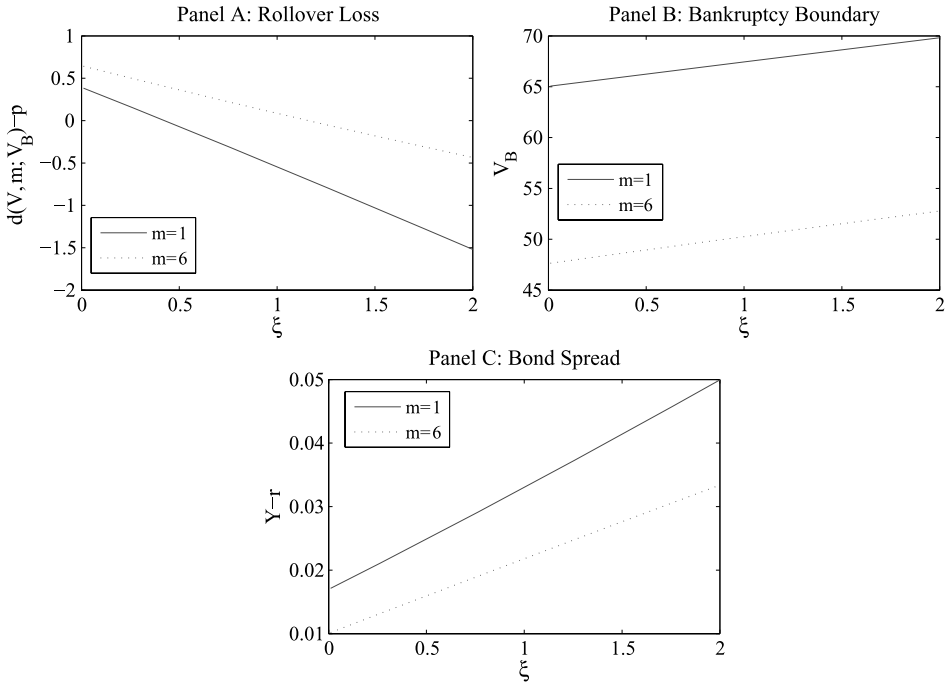 Panel A: Rollover Loss
d(V, m; V_B)−p
1
0.5
0
−0.5
−1
−1.5
−2
m=1
m=6
0 0.5 1 1.5 2
ξ
Panel B: Bankruptcy Boundary
V_B
70
65
60
55
50
45
m=1
m=6
0 0.5 1 1.5 2
ξ
Panel C: Bond Spread
Y−r
0.05
0.04
0.03
0.02
0.01
m=1
m=6
0 0.5 1 1.5 2
ξ